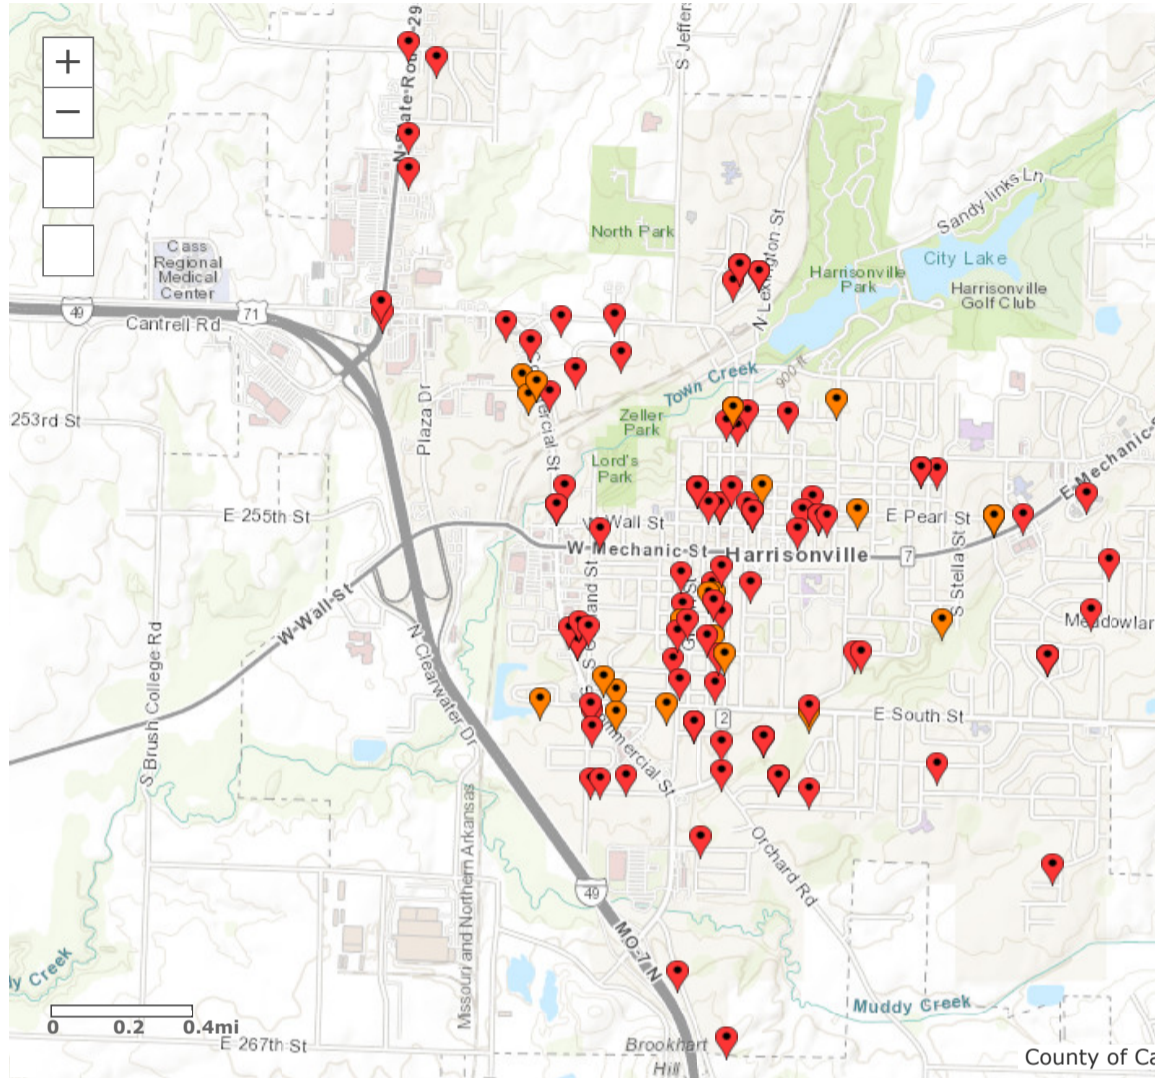 +
−
N State Rou
29
S Jeffer
Sandy links Ln
North Park
Cass
Regional
Medical
Center
N Lexington St
City Lake
Harrisonville
Park
Harrisonville
Golf Club
49
71
Cantrell Rd
Town Creek
900 ft
Plaza Dr
253rd St
Zeller
Park
Lord's
Park
E Mechanic S
E 255th St
W Wall St
E Pearl St
W Mechanic St
Harrisonville
7
S Stella St
W Wall St
Meadowlar
S Brush College Rd
N Clearwater Dr
E South St
2
ommercial St
Missouri and Northern Arkansas
Orchard Rd
49
MO-7 N
dy Creek
Muddy Creek
0
0.2
0.4mi
E 267th St
Brookhart
Hill
County of Ca